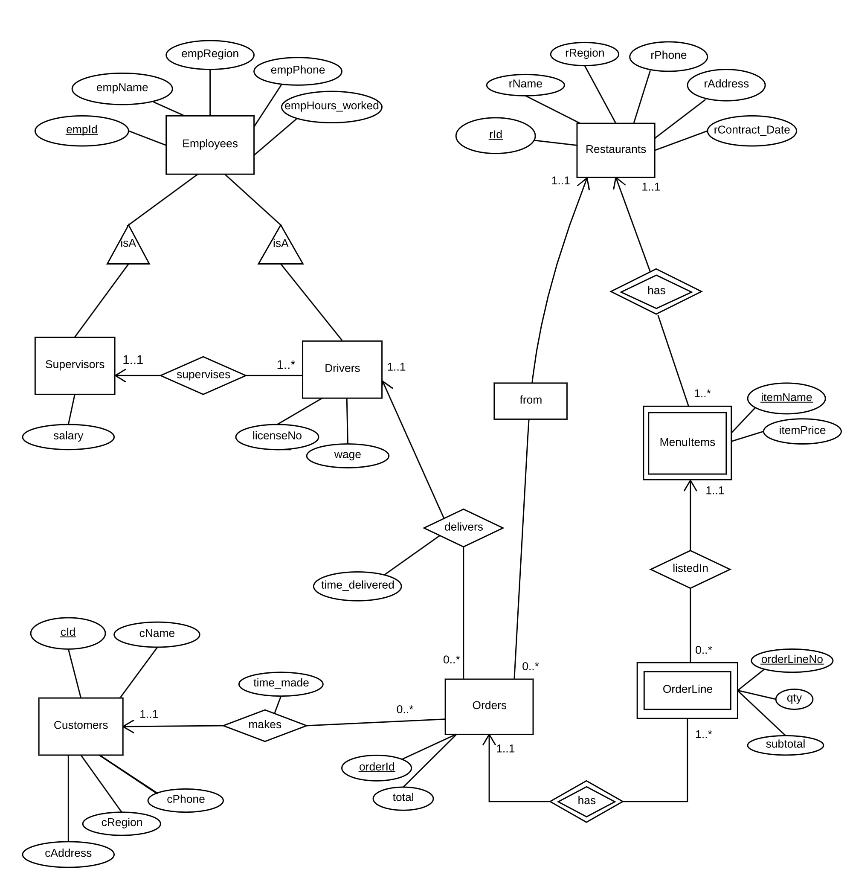 empRegion
rRegion
rPhone
empPhone
empName
rName
rAddress
empHours_worked
empId
rId
rContract_Date
Employees
Restaurants
1..1
1..1
isA
isA
has
Supervisors
1..1
supervises
1..*
Drivers
1..1
from
1..*
itemName
itemPrice
MenuItems
salary
licenseNo
wage
1..1
delivers
listedIn
time_delivered
cId
cName
0..*
0..*
0..*
orderLineNo
time_made
OrderLine
qty
Customers
1..1
makes
0..*
Orders
subtotal
1..1
1..*
orderId
total
has
cPhone
cRegion
cAddress